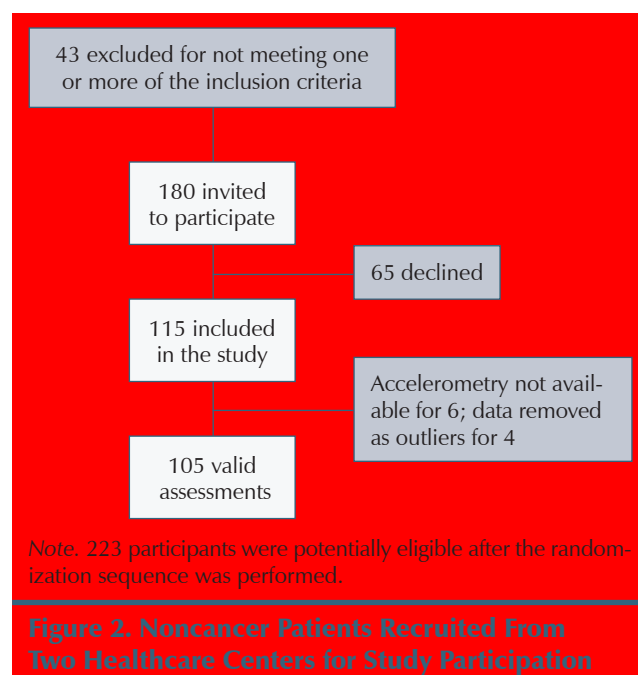 43 excluded for not meeting one
or more of the inclusion criteria
180 invited
to participate
65 declined
115 included
in the study
Accelerometry not avail-
able for 6; data removed
as outliers for 4
105 valid
assessments
Note. 223 participants were potentially eligible after the random-
ization sequence was performed.
Figure 2. Noncancer Patients Recruited From
Two Healthcare Centers for Study Participation